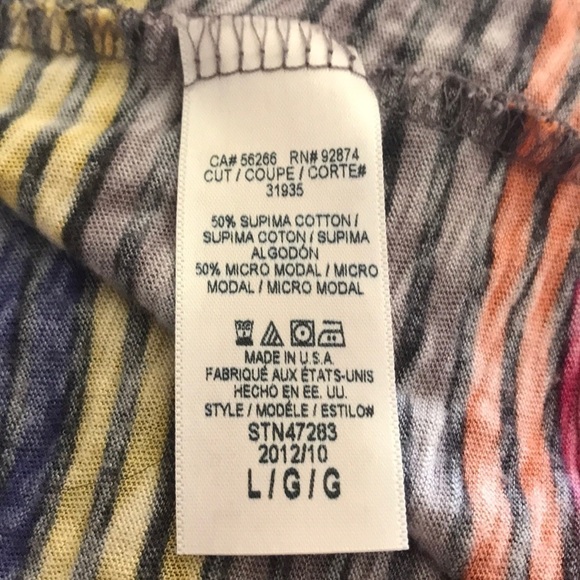 CA# 56266 RN# 92874
CUT / COUPE / CORTE#
31935
50% SUPIMA COTTON /
SUPIMA COTON / SUPIMA
ALGODÓN
50% MICRO MODAL / MICRO
MODAL / MICRO MODAL
MADE IN U.S.A.
FABRIQUÉ AUX ÉTATS-UNIS
HECHO EN EE. UU.
STYLE / MODÈLE / ESTILO#
STN47283
2012/10
L / G / G